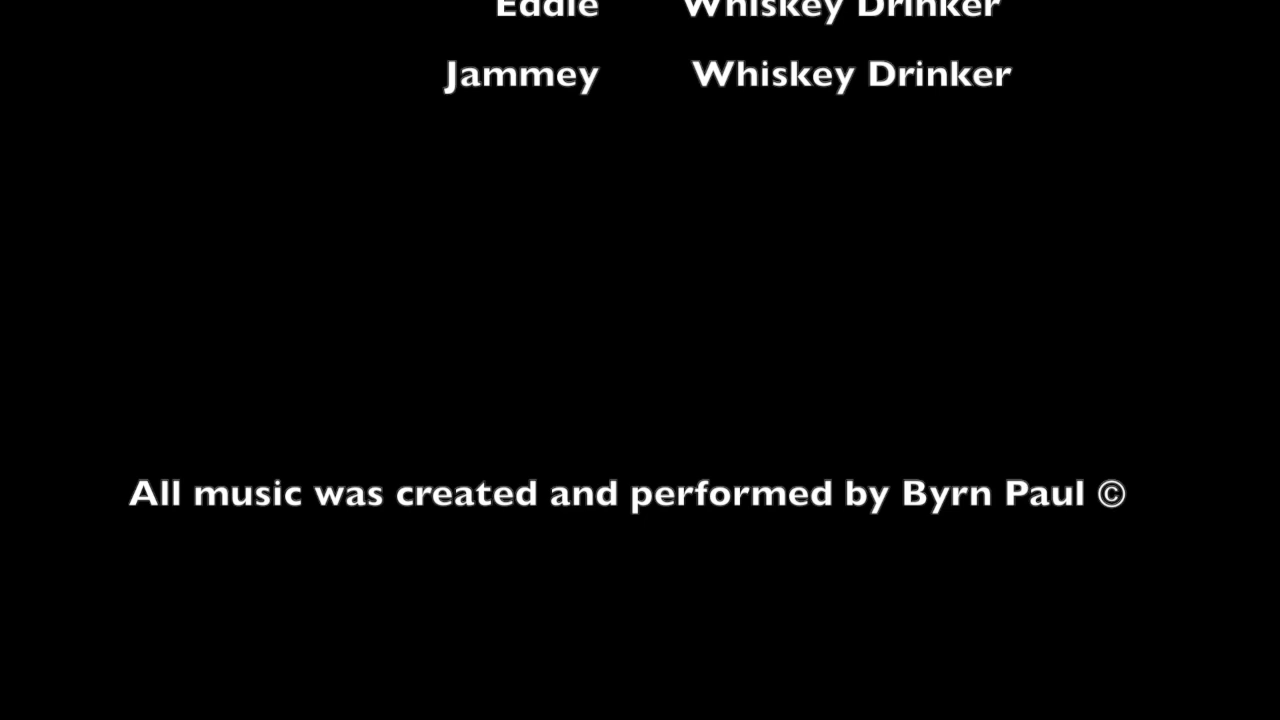 Eddie Whiskey Drinker
Jammey Whiskey Drinker
All music was created and performed by Byrn Paul ©